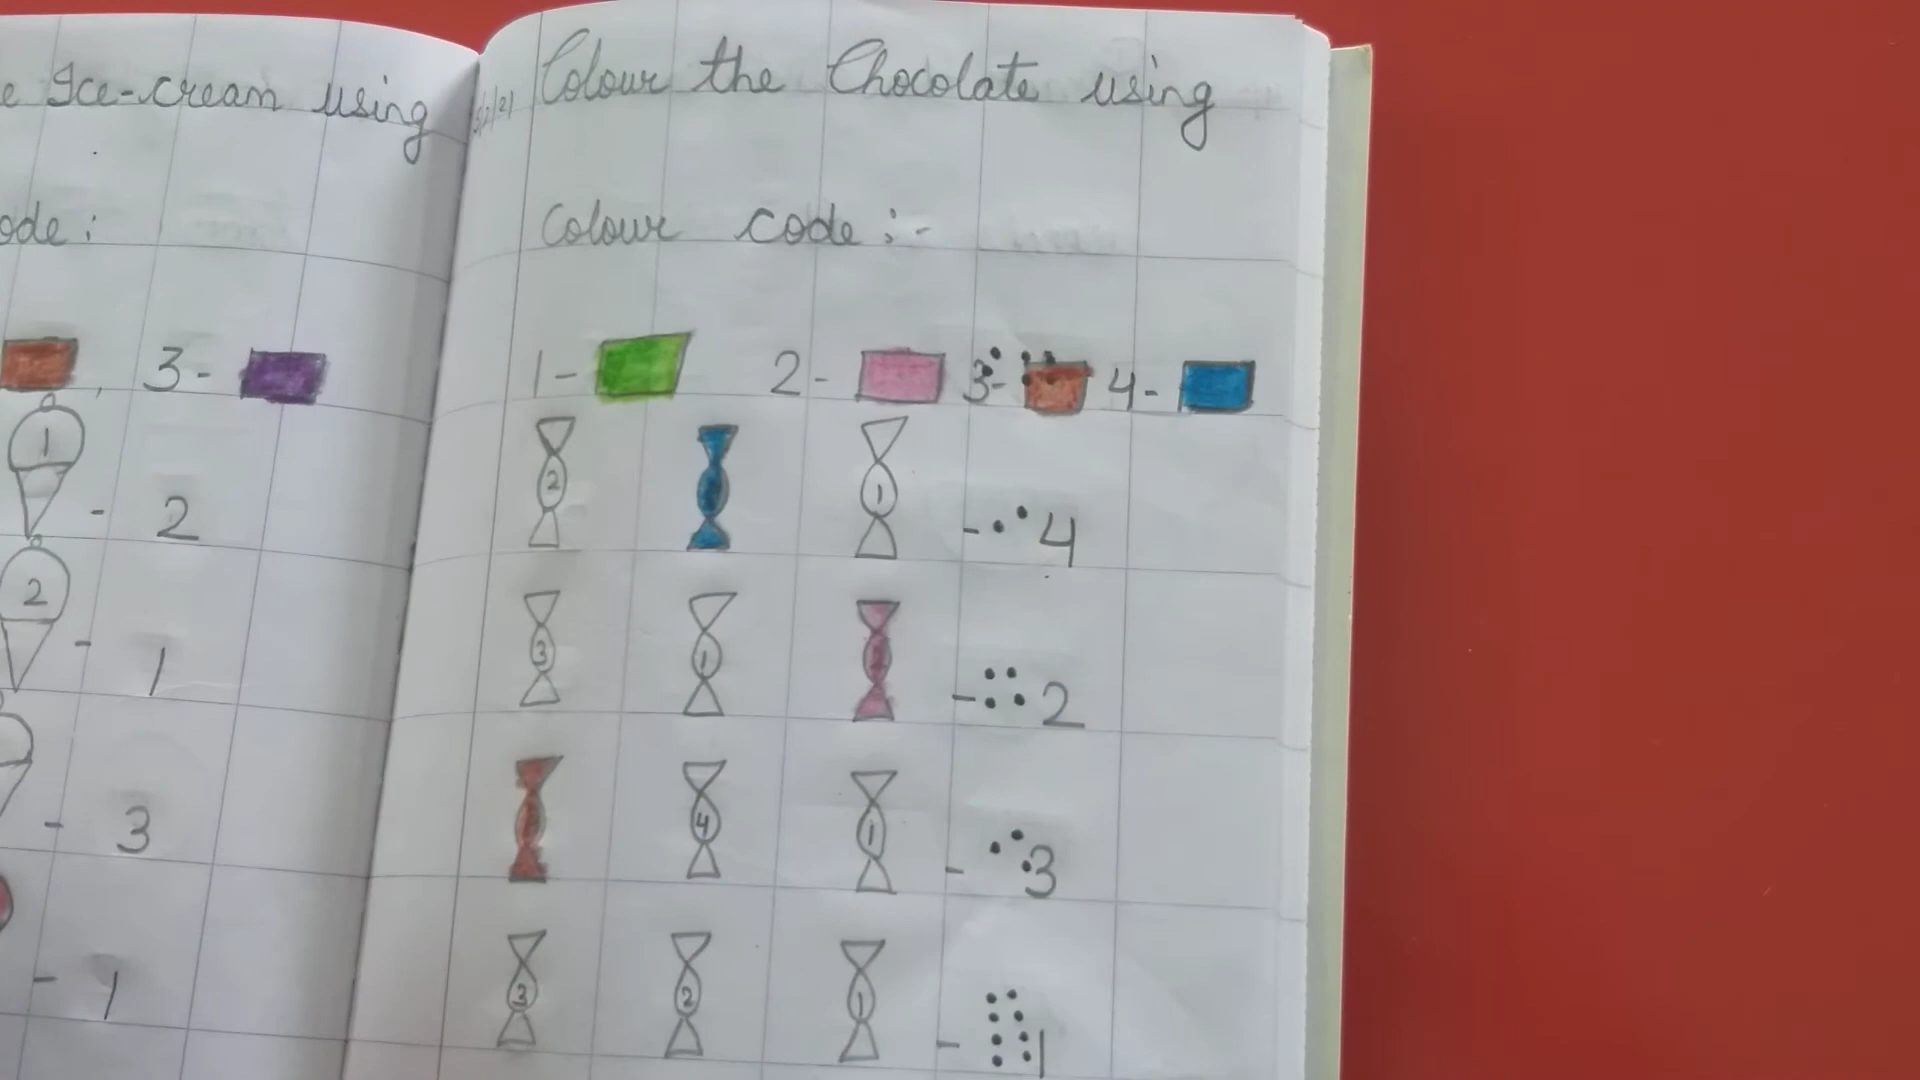 e Ice-cream using
ode :
3-
1
- 2
2
- 1
- 3
- 1
Colour the Chocolate using
Colour code :-
1- 2- 3- 4-
2 1 - 4
3 1 2 - 2
4 1 - 3
3 2 1 - 1